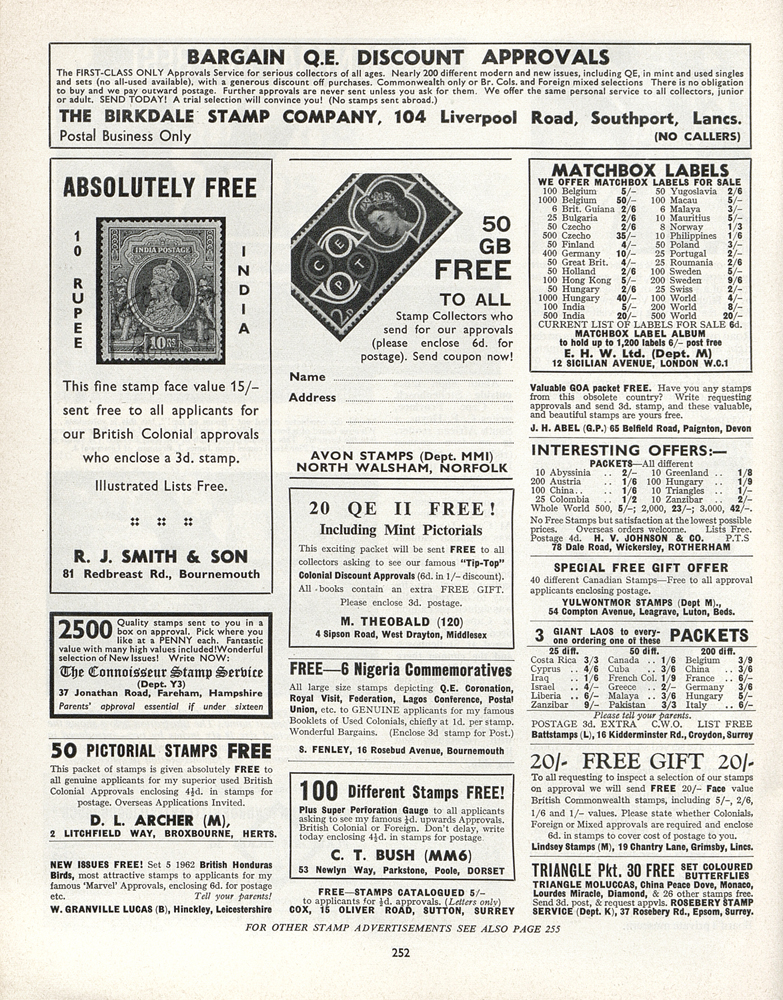 BARGAIN Q.E. DISCOUNT APPROVALS
The FIRST-CLASS ONLY Approvals Service for serious collectors of all ages. Nearly 200 different modern and new issues, including QE, in mint and used singles
and sets (no all-used available), with a generous discount off purchases. Commonwealth only or Br. Cols. and Foreign mixed selections There is no obligation
to buy and we pay outward postage. Further approvals are never sent unless you ask for them. We offer the same personal service to all collectors, junior
or adult. SEND TODAY! A trial selection will convince you! (No stamps sent abroad.)
THE BIRKDALE STAMP COMPANY, 104 Liverpool Road, Southport, Lancs.
Postal Business Only (NO CALLERS)
ABSOLUTELY FREE
10 RUPEE
INDIA POSTAGE
10 RS
INDIA
This fine stamp face value 15/-
sent free to all applicants for
our British Colonial approvals
who enclose a 3d. stamp.
Illustrated Lists Free.
R. J. SMITH & SON
81 Redbreast Rd., Bournemouth
2500 Quality stamps sent to you in a
box on approval. Pick where you
like at a PENNY each. Fantastic
value with many high values included! Wonderful
selection of New Issues! Write NOW:
The Connoisseur Stamp Service
(Dept. Y3)
37 Jonathan Road, Fareham, Hampshire
Parents' approval essential if under sixteen
50 PICTORIAL STAMPS FREE
This packet of stamps is given absolutely FREE to
all genuine applicants for my superior used British
Colonial Approvals enclosing 4½d. in stamps for
postage. Overseas Applications Invited.
D. L. ARCHER (M),
2 LITCHFIELD WAY, BROXBOURNE, HERTS.
NEW ISSUES FREE! Set 5 1962 British Honduras
Birds, most attractive stamps to applicants for my
famous 'Marvel' Approvals, enclosing 6d. for postage
etc. Tell your parents!
W. GRANVILLE LUCAS (B), Hinckley, Leicestershire
C E P T
50
GB
FREE
TO ALL
Stamp Collectors who
send for our approvals
(please enclose 6d. for
postage). Send coupon now!
Name
Address
AVON STAMPS (Dept. MMI)
NORTH WALSHAM, NORFOLK
20 QE II FREE!
Including Mint Pictorials
This exciting packet will be sent FREE to all
collectors asking to see our famous "Tip-Top"
Colonial Discount Approvals (6d. in 1/- discount).
All books contain an extra FREE GIFT.
Please enclose 3d. postage.
M. THEOBALD (120)
4 Sipson Road, West Drayton, Middlesex
FREE—6 Nigeria Commemoratives
All large size stamps depicting Q.E. Coronation,
Royal Visit, Federation, Lagos Conference, Postal
Union, etc. to GENUINE applicants for my famous
Booklets of Used Colonials, chiefly at 1d. per stamp.
Wonderful Bargains. (Enclose 3d stamp for Post.)
S. FENLEY, 16 Rosebud Avenue, Bournemouth
100 Different Stamps FREE!
Plus Super Perforation Gauge to all applicants
asking to see my famous ½d. upwards Approvals.
British Colonial or Foreign. Don't delay, write
today enclosing 4½d. in stamps for postage.
C. T. BUSH (MM6)
53 Newlyn Way, Parkstone, Poole, DORSET
FREE—STAMPS CATALOGUED 5/-
to applicants for ½d. approvals. (Letters only)
COX, 15 OLIVER ROAD, SUTTON, SURREY
MATCHBOX LABELS
WE OFFER MATCHBOX LABELS FOR SALE
100 Belgium 5/- 50 Yugoslavia 2/6
1000 Belgium 50/- 100 Macau 5/-
6 Brit. Guiana 2/6 6 Malaya 3/-
25 Bulgaria 2/6 10 Mauritius 5/-
50 Czecho 2/6 8 Norway 1/3
500 Czecho 35/- 10 Philippines 1/6
50 Finland 4/- 50 Poland 3/-
400 Germany 10/- 25 Portugal 2/-
50 Great Brit. 4/- 25 Roumania 2/6
50 Holland 2/6 100 Sweden 5/-
100 Hong Kong 5/- 200 Sweden 9/6
50 Hungary 2/6 25 Swiss 2/-
1000 Hungary 40/- 100 World 4/-
100 India 5/- 200 World 8/-
500 India 20/- 500 World 20/-
CURRENT LIST OF LABELS FOR SALE 6d.
MATCHBOX LABEL ALBUM
to hold up to 1,200 labels 6/- post free
E. H. W. Ltd. (Dept. M)
12 SICILIAN AVENUE, LONDON W.C.1
Valuable GOA packet FREE. Have you any stamps
from this obsolete country? Write requesting
approvals and send 3d. stamp, and these valuable,
and beautiful stamps are yours free.
J. H. ABEL (G.P.) 65 Belfield Road, Paignton, Devon
INTERESTING OFFERS:—
PACKETS—All different
10 Abyssinia .. 2/- 10 Greenland .. 1/8
200 Austria .. 1/6 100 Hungary .. 1/9
100 China .. 1/6 10 Triangles .. 1/-
25 Colombia .. 1/2 10 Zanzibar .. 2/-
Whole World 500, 5/-; 2,000, 23/-; 3,000, 42/-.
No Free Stamps but satisfaction at the lowest possible
prices. Overseas orders welcome. Lists Free.
Postage 4d. H. V. JOHNSON & CO. P.T.S
78 Dale Road, Wickersley, ROTHERHAM
SPECIAL FREE GIFT OFFER
40 different Canadian Stamps—Free to all approval
applicants enclosing postage.
YULWONTMOR STAMPS (Dept M).,
54 Compton Avenue, Leagrave, Luton, Beds.
3 GIANT LAOS to every- PACKETS
one ordering one of these
25 diff. 50 diff. 200 diff.
Costa Rica 3/3 Canada .. 1/6 Belgium 3/9
Cyprus .. 4/6 Cuba .. 3/6 China .. 3/6
Iraq .. 1/6 French Col. 1/9 France .. 6/-
Israel .. 4/- Greece .. 2/- Germany 3/6
Liberia .. 6/- Malaya .. 3/6 Hungary 5/-
Zanzibar 9/- Pakistan 3/3 Italy .. 6/-
Please tell your parents.
POSTAGE 3d. EXTRA C.W.O. LIST FREE
Battstamps (L), 16 Kidderminster Rd., Croydon, Surrey
20/- FREE GIFT 20/-
To all requesting to inspect a selection of our stamps
on approval we will send FREE 20/- Face value
British Commonwealth stamps, including 5/-, 2/6,
1/6 and 1/- values. Please state whether Colonials,
Foreign or Mixed approvals are required and enclose
6d. in stamps to cover cost of postage to you.
Lindsey Stamps (M), 19 Chantry Lane, Grimsby, Lincs.
TRIANGLE Pkt. 30 FREE SET COLOURED
BUTTERFLIES
TRIANGLE MOLUCCAS, China Peace Dove, Monaco,
Lourdes Miracle, Diamond, & 26 other stamps free.
Send 3d. post, & request appvls. ROSEBERY STAMP
SERVICE (Dept. K), 37 Rosebery Rd., Epsom, Surrey.
FOR OTHER STAMP ADVERTISEMENTS SEE ALSO PAGE 255
252